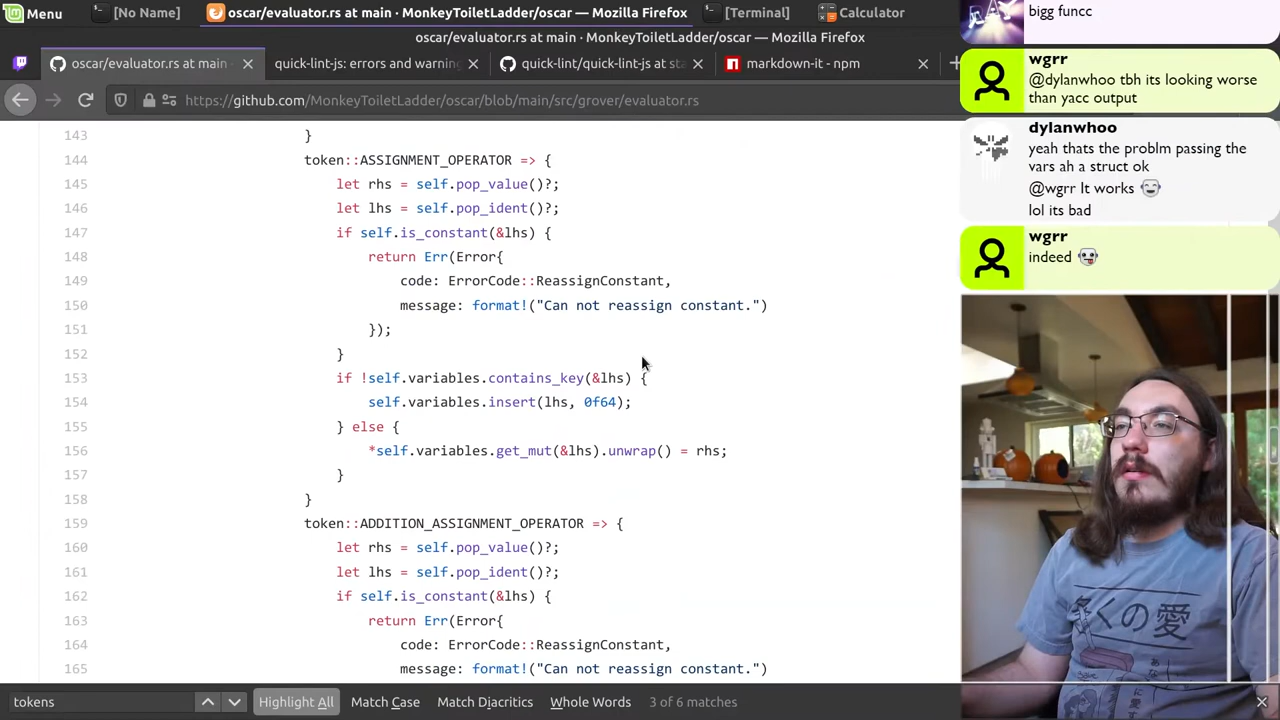 Menu
[No Name]
oscar/evaluator.rs at main · MonkeyToiletLadder/oscar — Mozilla Firefox
[Terminal]
Calculator
oscar/evaluator.rs at main · MonkeyToiletLadder/oscar — Mozilla Firefox
oscar/evaluator.rs at main
quick-lint-js: errors and warning
quick-lint/quick-lint-js at sta
markdown-it - npm
https://github.com/MonkeyToiletLadder/oscar/blob/main/src/grover/evaluator.rs
143 }
144 token::ASSIGNMENT_OPERATOR => {
145 let rhs = self.pop_value()?;
146 let lhs = self.pop_ident()?;
147 if self.is_constant(&lhs) {
148 return Err(Error{
149 code: ErrorCode::ReassignConstant,
150 message: format!("Can not reassign constant.")
151 });
152 }
153 if !self.variables.contains_key(&lhs) {
154 self.variables.insert(lhs, 0f64);
155 } else {
156 *self.variables.get_mut(&lhs).unwrap() = rhs;
157 }
158 }
159 token::ADDITION_ASSIGNMENT_OPERATOR => {
160 let rhs = self.pop_value()?;
161 let lhs = self.pop_ident()?;
162 if self.is_constant(&lhs) {
163 return Err(Error{
164 code: ErrorCode::ReassignConstant,
165 message: format!("Can not reassign constant.")
tokens
Highlight All
Match Case
Match Diacritics
Whole Words
3 of 6 matches
bigg funcc
wgrr
@dylanwhoo tbh its looking worse
than yacc output
dylanwhoo
yeah thats the problm passing the
vars ah a struct ok
@wgrr It works
lol its bad
wgrr
indeed
多くの愛